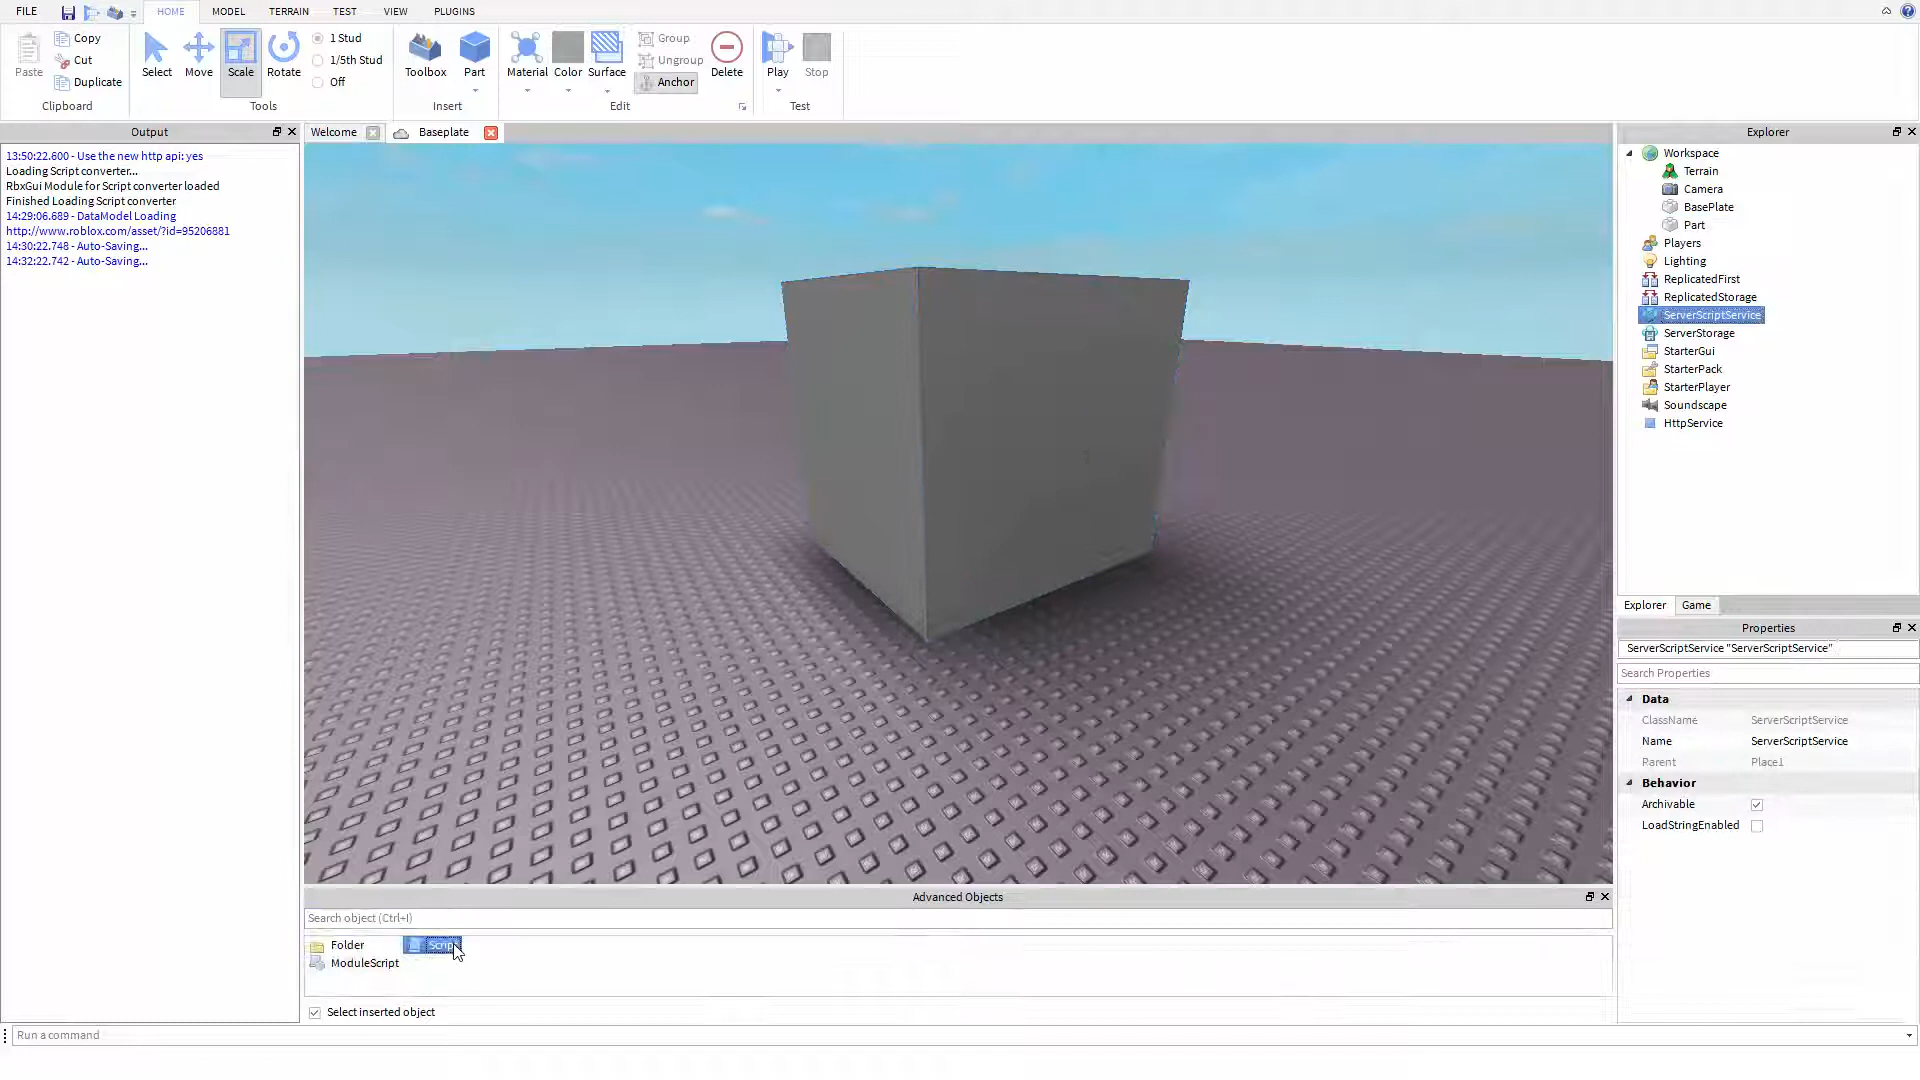 FILE
HOME
MODEL
TERRAIN
TEST
VIEW
PLUGINS
Paste
Copy
Cut
Duplicate
Clipboard
Select
Move
Scale
Rotate
1 Stud
1/5th Stud
Off
Tools
Toolbox
Part
Insert
Material
Color
Surface
Group
Ungroup
Anchor
Delete
Edit
Play
Stop
Test
Output
13:50:22.600 - Use the new http api: yes
Loading Script converter...
RbxGui Module for Script converter loaded
Finished Loading Script converter
14:29:06.689 - DataModel Loading
http://www.roblox.com/asset/?id=95206881
14:30:22.748 - Auto-Saving...
14:32:22.742 - Auto-Saving...
Welcome
Baseplate
Explorer
Workspace
Terrain
Camera
BasePlate
Part
Players
Lighting
ReplicatedFirst
ReplicatedStorage
ServerScriptService
ServerStorage
StarterGui
StarterPack
StarterPlayer
Soundscape
HttpService
Explorer
Game
Properties
ServerScriptService "ServerScriptService"
Search Properties
Data
ClassName ServerScriptService
Name ServerScriptService
Parent Place1
Behavior
Archivable
LoadStringEnabled
Advanced Objects
Search object (Ctrl+I)
Folder
Script
ModuleScript
Select inserted object
Run a command